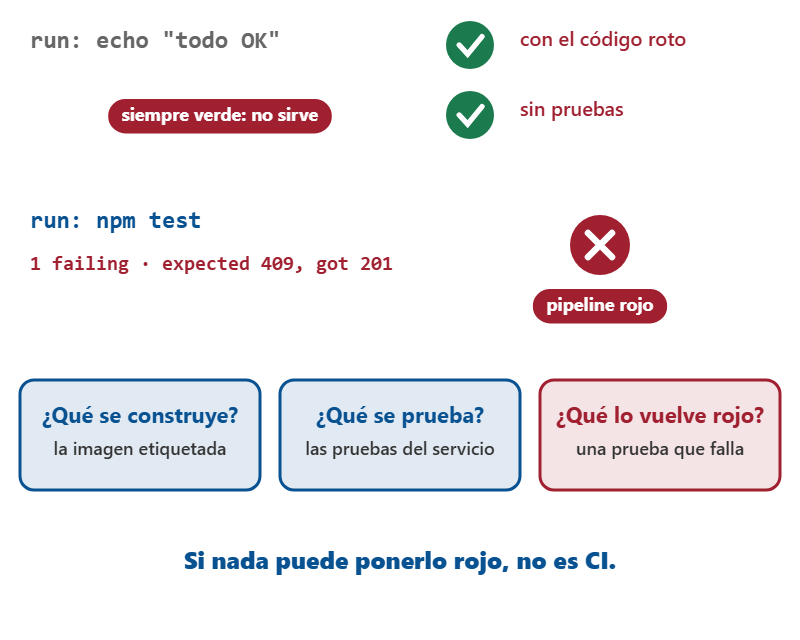 run: echo "todo OK"
con el código roto
siempre verde: no sirve
sin pruebas
run: npm test
1 failing · expected 409, got 201
pipeline rojo
¿Qué se construye?
la imagen etiquetada
¿Qué se prueba?
las pruebas del servicio
¿Qué lo vuelve rojo?
una prueba que falla
Si nada puede ponerlo rojo, no es CI.